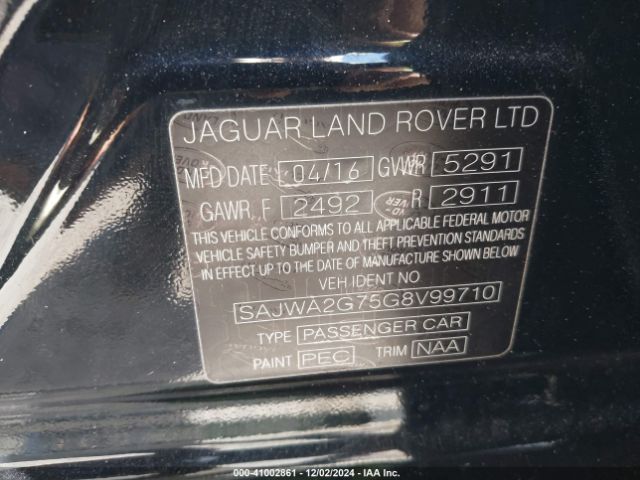 JAGUAR LAND ROVER LTD
MFD DATE 04/16 GVWR 5291
GAWR. F 2492 R 2911
THIS VEHICLE CONFORMS TO ALL APPLICABLE FEDERAL MOTOR
VEHICLE SAFETY BUMPER AND THEFT PREVENTION STANDARDS
IN EFFECT UP TO THE DATE OF MANUFACTURE SHOWN BELOW
VEH IDENT NO
SAJWA2G75G8V99710
TYPE PASSENGER CAR
PAINT PEC TRIM NAA
000-41002861 - 12/02/2024 - IAA Inc.